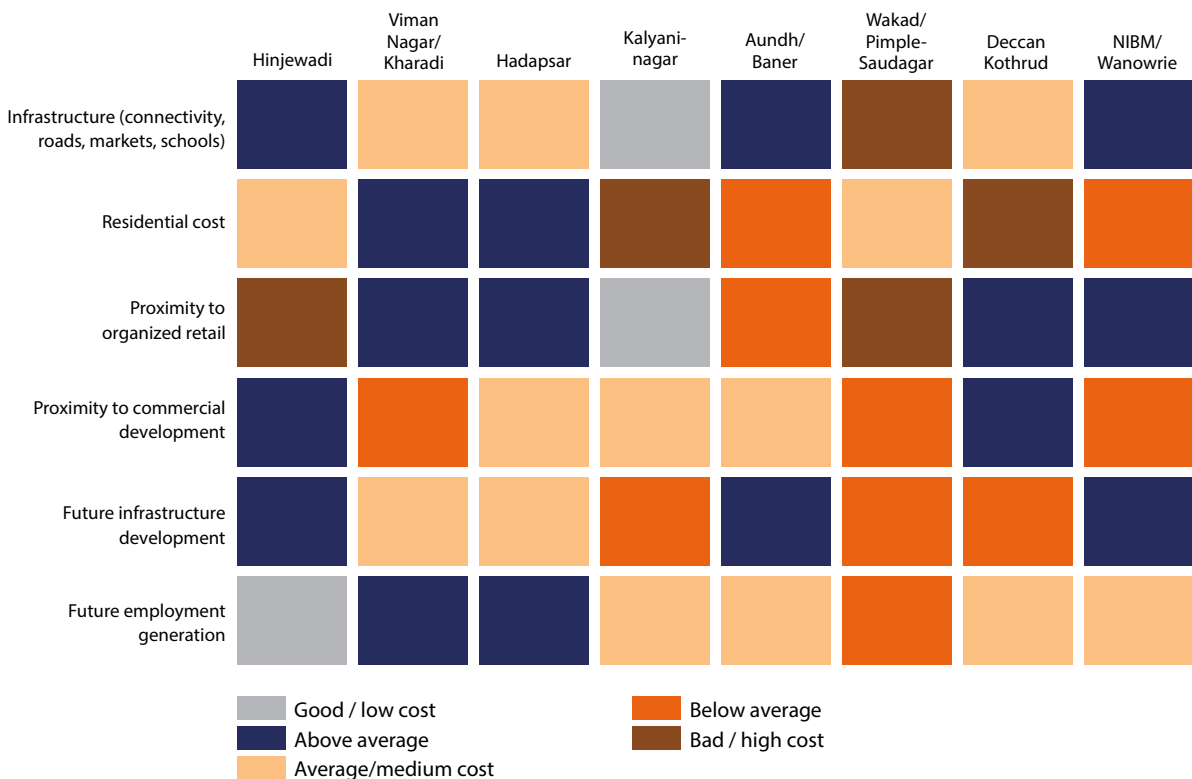 Hinjewadi
Viman
Nagar/
Kharadi
Hadapsar
Kalyani-
nagar
Aundh/
Baner
Wakad/
Pimple-
Saudagar
Deccan
Kothrud
NIBM/
Wanowrie
Infrastructure (connectivity,
roads, markets, schools)
Residential cost
Proximity to
organized retail
Proximity to commercial
development
Future infrastructure
development
Future employment
generation
Good / low cost
Above average
Average/medium cost
Below average
Bad / high cost